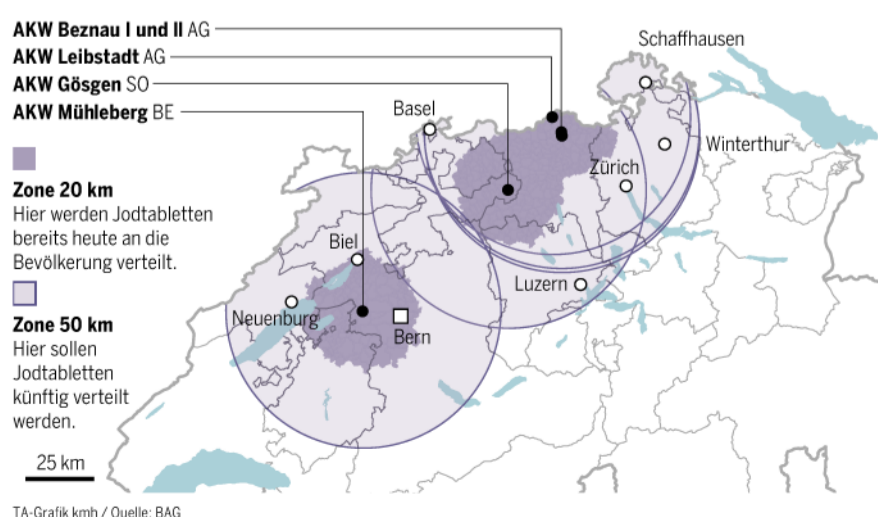 AKW Beznau I und II AG
AKW Leibstadt AG
AKW Gösgen SO
AKW Mühleberg BE
Zone 20 km
Hier werden Jodtabletten
bereits heute an die
Bevölkerung verteilt.
Zone 50 km
Hier sollen
Jodtabletten
künftig verteilt
werden.
25 km
TA-Grafik kmh / Quelle: BAG
Schaffhausen
Basel
Winterthur
Zürich
Biel
Luzern
Neuenburg
Bern